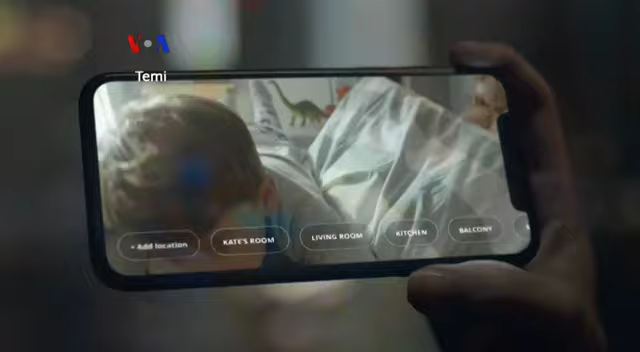 VOA
Temi
+ Add location
KATE'S ROOM
LIVING ROOM
KITCHEN
BALCONY